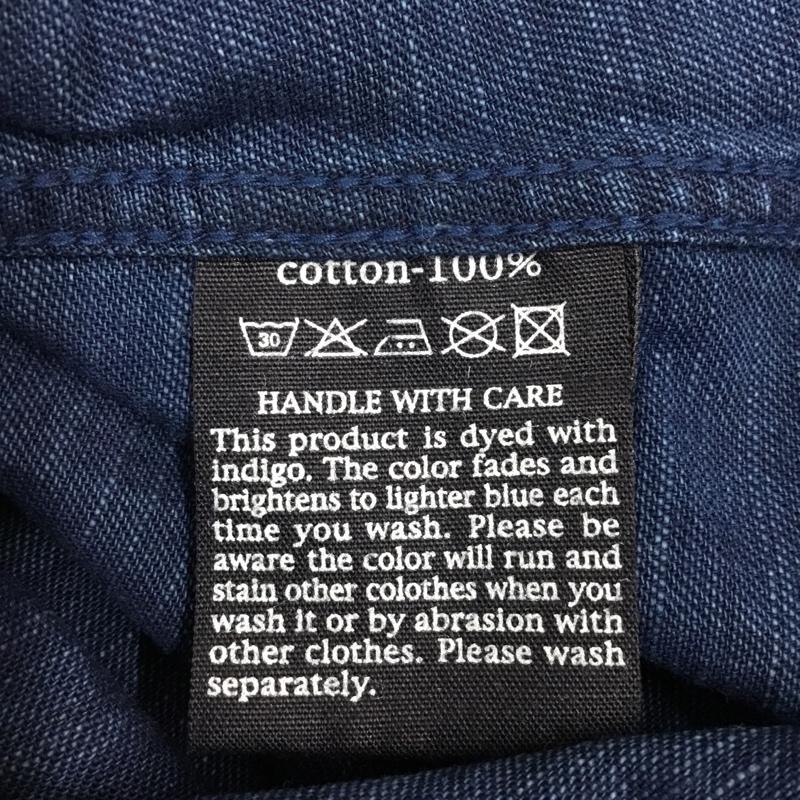 cotton-100%
30
HANDLE WITH CARE
This product is dyed with
indigo. The color fades and
brightens to lighter blue each
time you wash. Please be
aware the color will run and
stain other colothes when you
wash it or by abrasion with
other clothes. Please wash
separately.